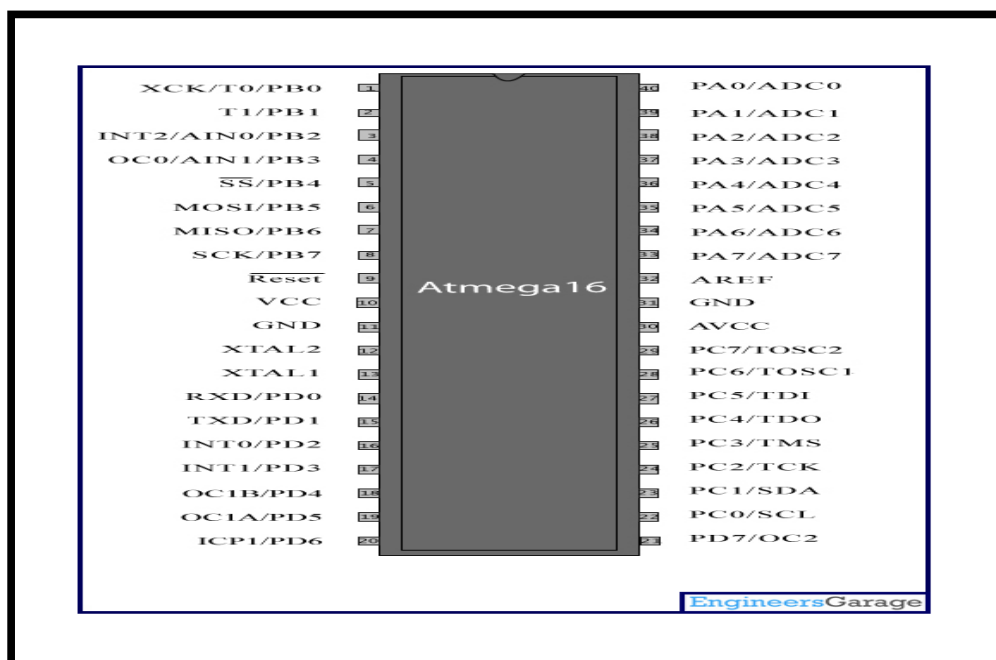 XCK/T0/PB0 1 40 PA0/ADC0
T1/PB1 2 39 PA1/ADC1
INT2/AIN0/PB2 3 38 PA2/ADC2
OC0/AIN1/PB3 4 37 PA3/ADC3
SS/PB4 5 36 PA4/ADC4
MOSI/PB5 6 35 PA5/ADC5
MISO/PB6 7 34 PA6/ADC6
SCK/PB7 8 33 PA7/ADC7
Reset 9 Atmega16 32 AREF
VCC 10 31 GND
GND 11 30 AVCC
XTAL2 12 29 PC7/TOSC2
XTAL1 13 28 PC6/TOSC1
RXD/PD0 14 27 PC5/TDI
TXD/PD1 15 26 PC4/TDO
INT0/PD2 16 25 PC3/TMS
INT1/PD3 17 24 PC2/TCK
OC1B/PD4 18 23 PC1/SDA
OC1A/PD5 19 22 PC0/SCL
ICP1/PD6 20 21 PD7/OC2
EngineersGarage